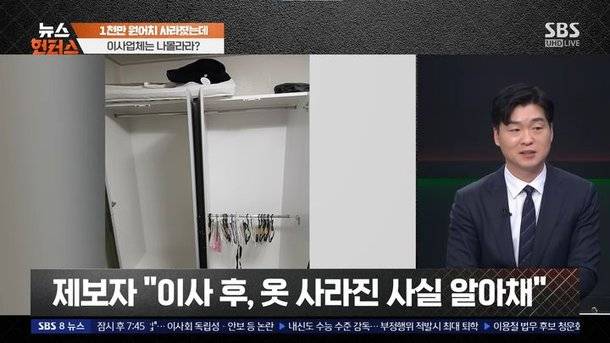 뉴스
헌터스
1천만 원어치 사라졌는데
이사업체는 나몰라라?
SBS
UHD LIVE
제보자 "이사 후, 옷 사라진 사실 알아채"
SBS 8 뉴스 잠시 후 7:45 … 이사회 독립성·안보 등 논란 ◀ 내신도 수능 수준 감독… 부정행위 적발시 최대 퇴학 ▶ 이용정 법무 후보 청문회